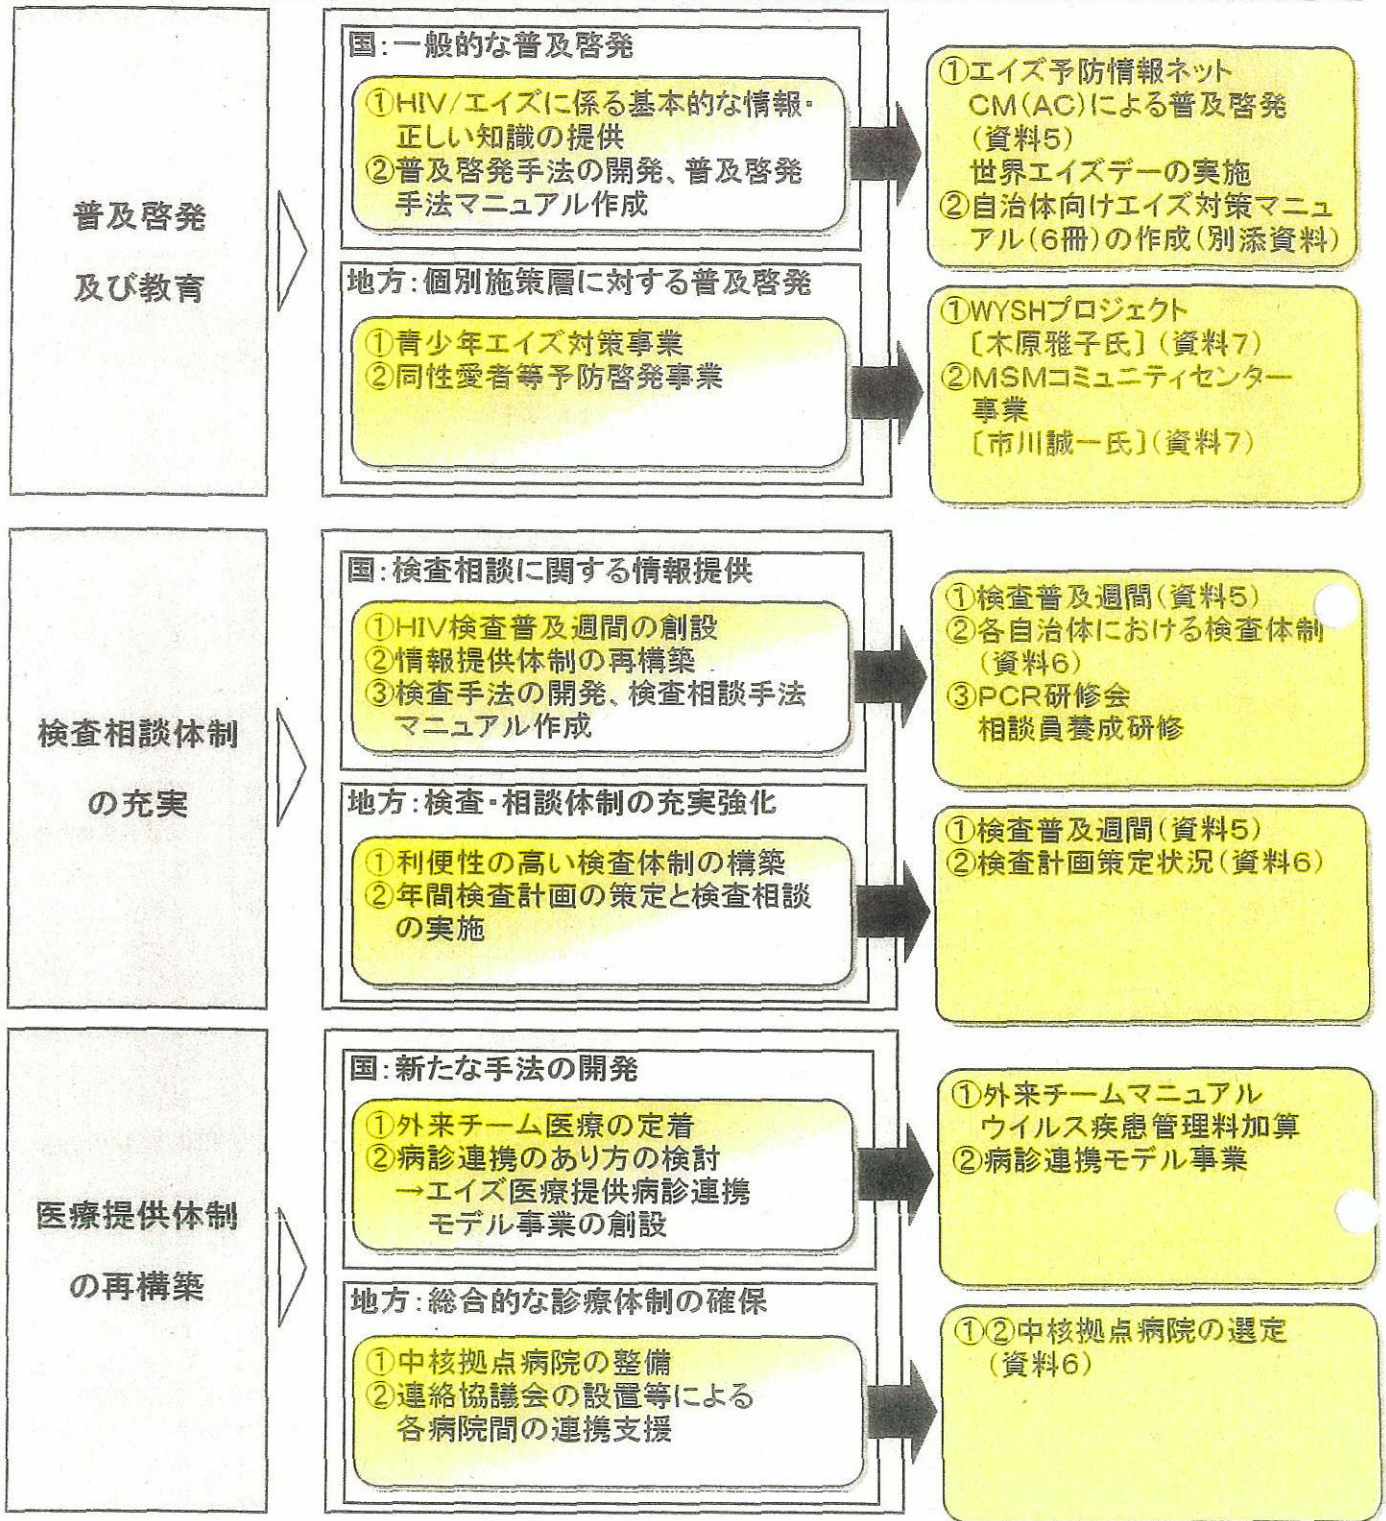 普及啓発
及び教育
国:一般的な普及啓発
①HIV/エイズに係る基本的な情報・
正しい知識の提供
②普及啓発手法の開発、普及啓発
手法マニュアル作成
①エイズ予防情報ネット
CM(AC)による普及啓発
(資料5)
世界エイズデーの実施
②自治体向けエイズ対策マニュ
アル(6冊)の作成(別添資料)
地方:個別施策層に対する普及啓発
①青少年エイズ対策事業
②同性愛者等予防啓発事業
①WYSHプロジェクト
〔木原雅子氏〕(資料7)
②MSMコミュニティセンター
事業
〔市川誠一氏〕(資料7)
検査相談体制
の充実
国:検査相談に関する情報提供
①HIV検査普及週間の創設
②情報提供体制の再構築
③検査手法の開発、検査相談手法
マニュアル作成
①検査普及週間(資料5)
②各自治体における検査体制
(資料6)
③PCR研修会
相談員養成研修
地方:検査・相談体制の充実強化
①利便性の高い検査体制の構築
②年間検査計画の策定と検査相談
の実施
①検査普及週間(資料5)
②検査計画策定状況(資料6)
医療提供体制
の再構築
国:新たな手法の開発
①外来チーム医療の定着
②病診連携のあり方の検討
→エイズ医療提供病診連携
モデル事業の創設
①外来チームマニュアル
ウイルス疾患管理料加算
②病診連携モデル事業
地方:総合的な診療体制の確保
①中核拠点病院の整備
②連絡協議会の設置等による
各病院間の連携支援
①②中核拠点病院の選定
(資料6)